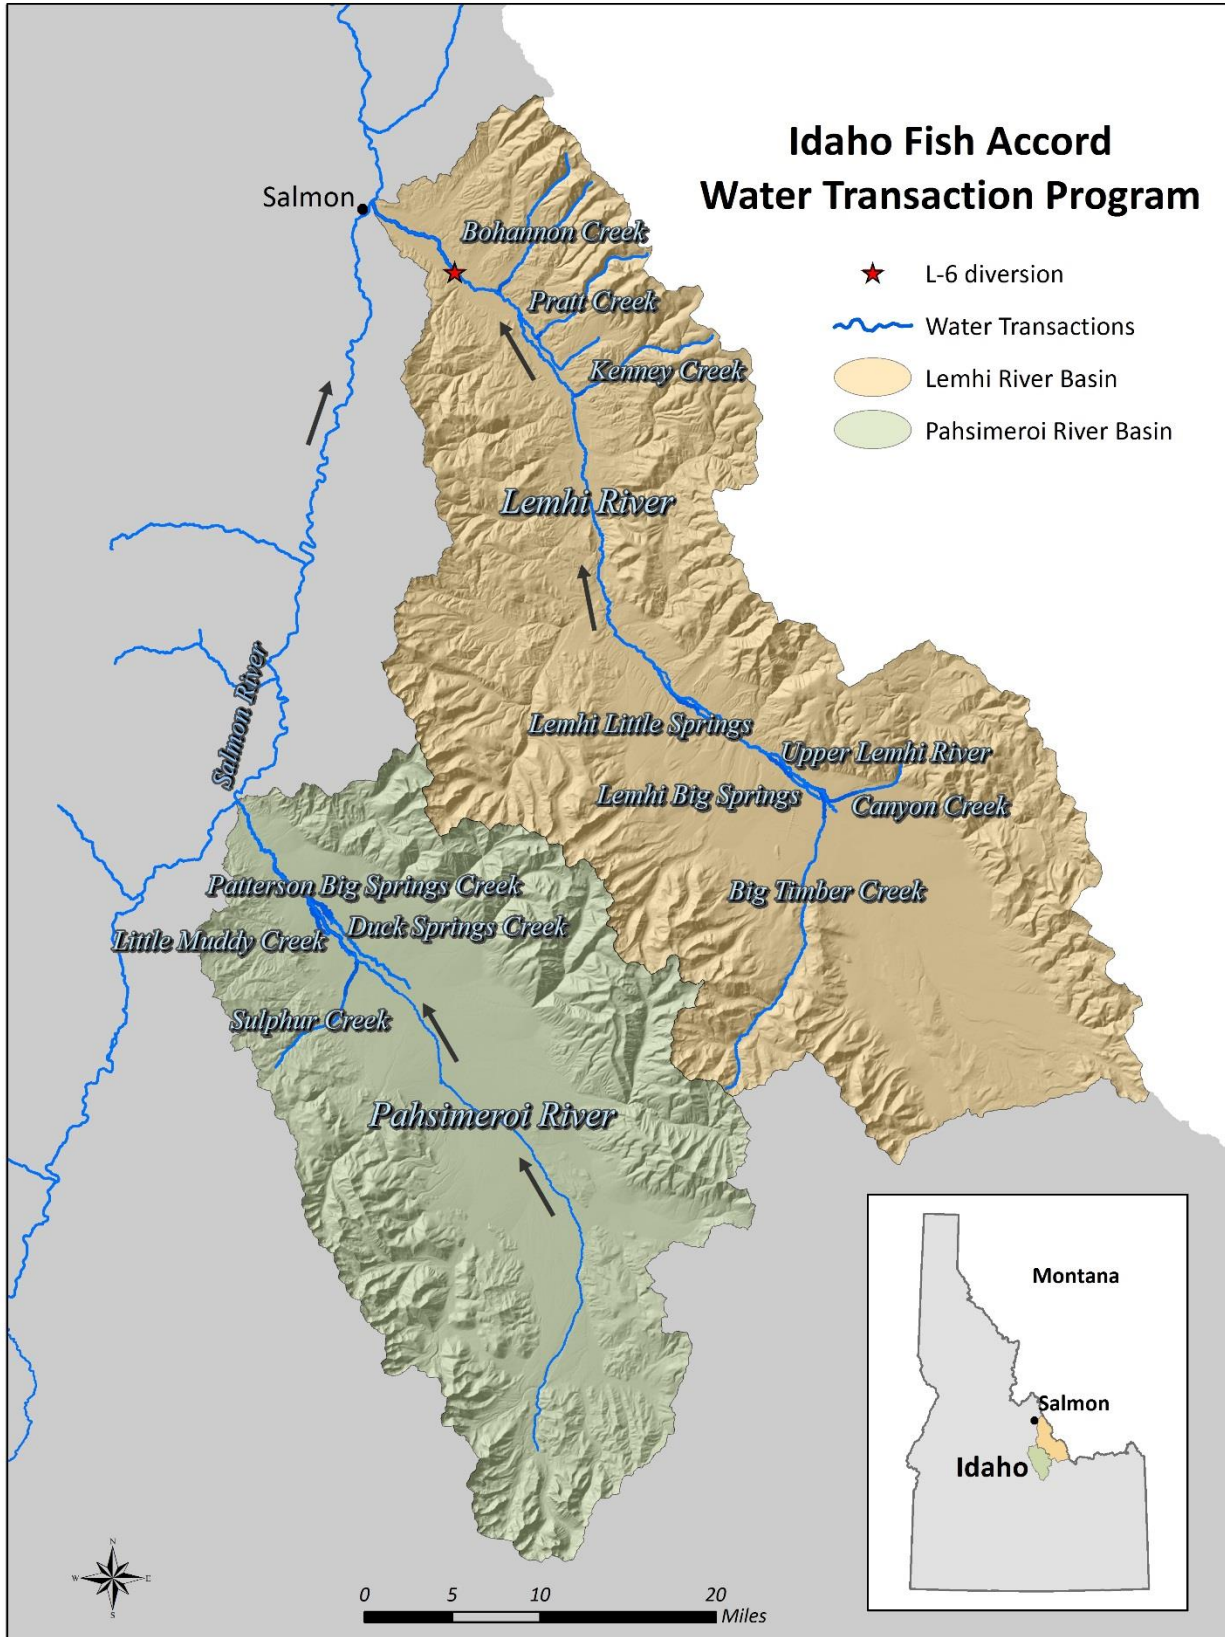 Idaho Fish Accord
Water Transaction Program
L-6 diversion
Water Transactions
Lemhi River Basin
Pahsimeroi River Basin
Salmon
Bohannon Creek
Pratt Creek
Kenney Creek
Lemhi River
Salmon River
Lemhi Little Springs
Upper Lemhi River
Lemhi Big Springs
Canyon Creek
Patterson Big Springs Creek
Big Timber Creek
Duck Springs Creek
Little Muddy Creek
Sulphur Creek
Pahsimeroi River
Montana
Salmon
Idaho
N
W E
S
0 5 10 20
Miles